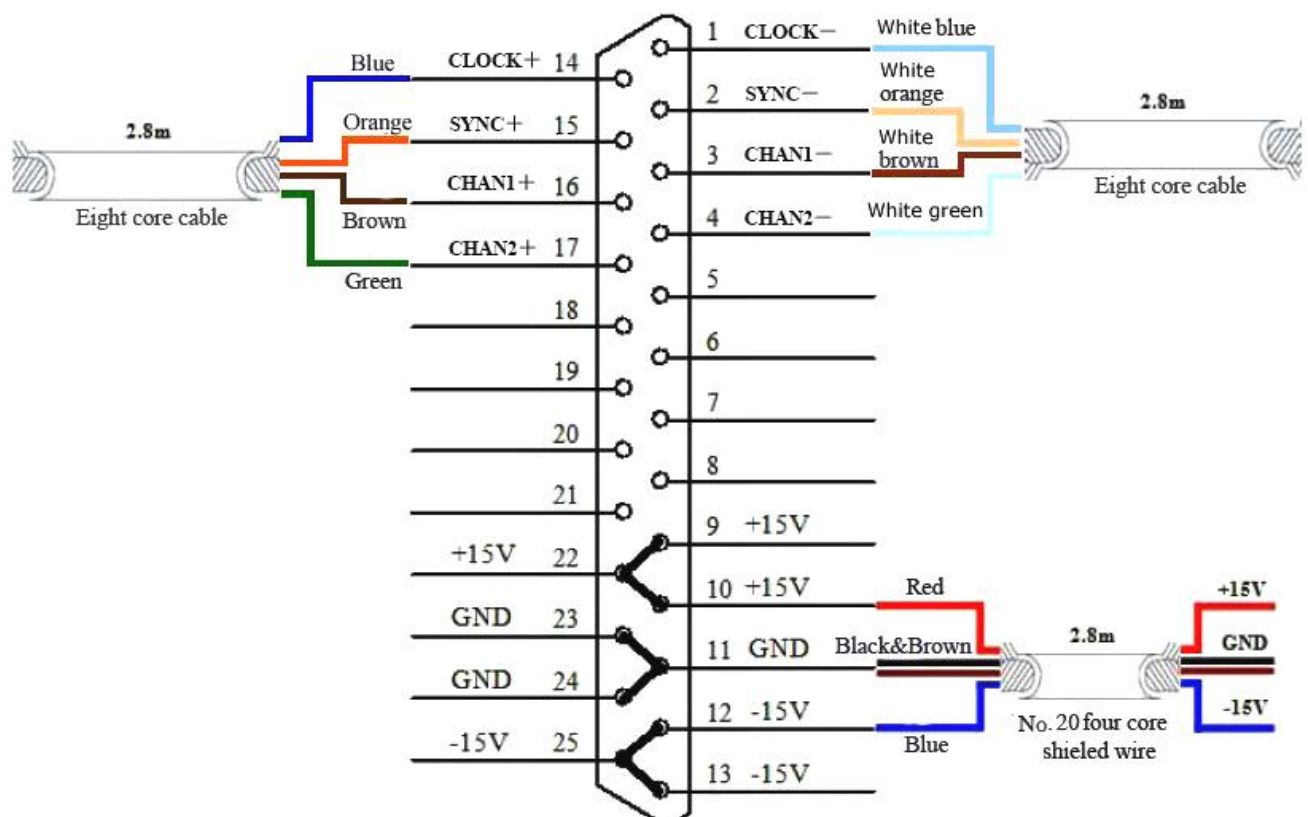 1 CLOCK− White blue
Blue CLOCK+ 14
White
orange
2 SYNC−
2.8m
2.8m
Orange SYNC+ 15
White
brown
3 CHAN1−
CHAN1+ 16
Eight core cable
Eight core cable
Brown
4 CHAN2− White green
CHAN2+ 17
Green
5
18
6
19
7
20
8
21
9 +15V
+15V 22
10 +15V Red +15V
GND 23
11 GND Black&Brown 2.8m GND
GND 24
12 -15V -15V
-15V 25
Blue
No. 20 four core
shieled wire
13 -15V